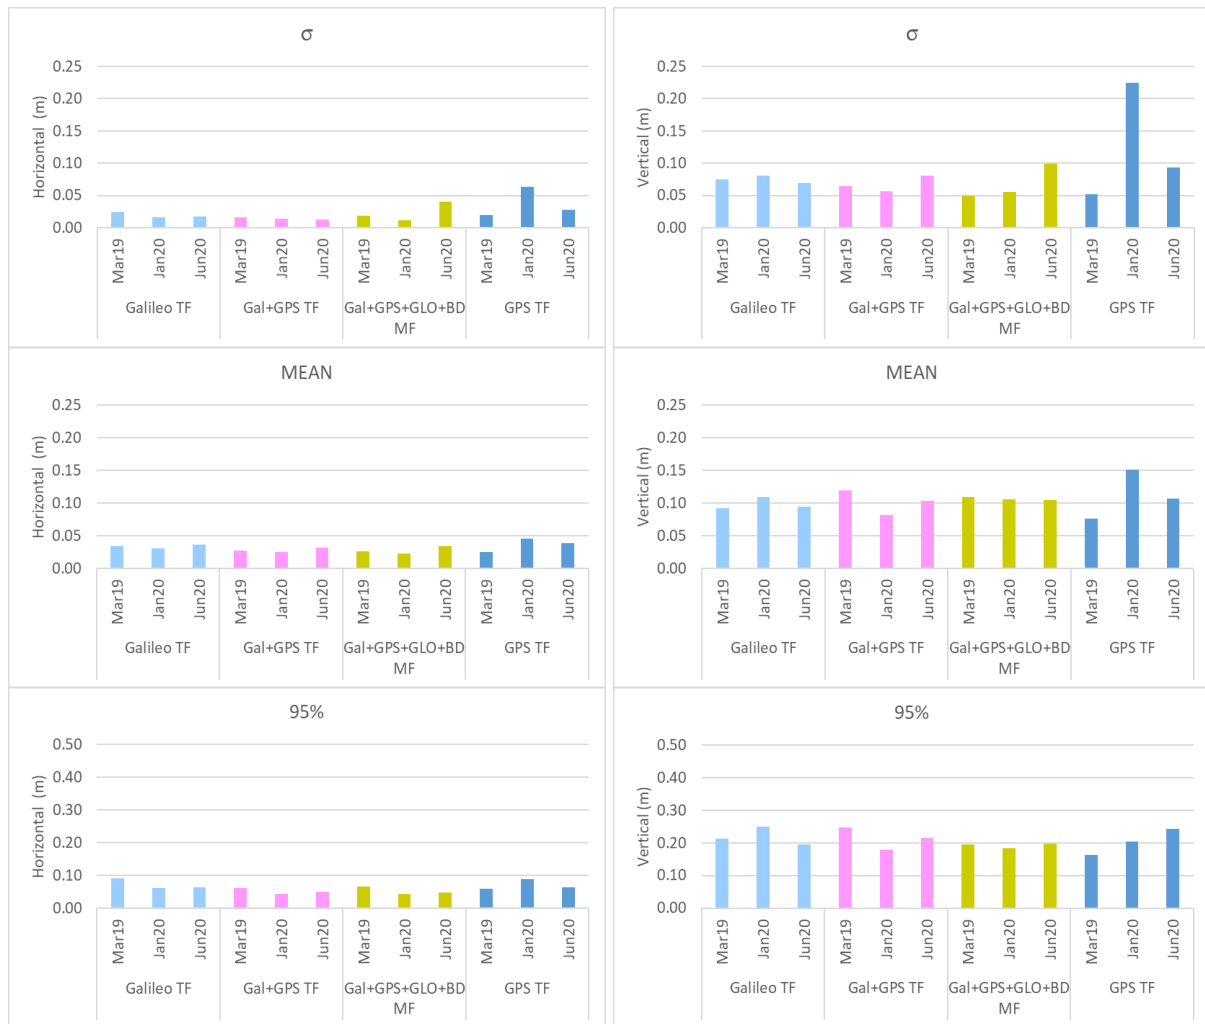 σ
0.25
0.20
0.15
0.10
0.05
0.00
Horizontal (m)
Mar19 Jan20 Jun20 Mar19 Jan20 Jun20 Mar19 Jan20 Jun20 Mar19 Jan20 Jun20
Galileo TF Gal+GPS TF Gal+GPS+GLO+BD GPS TF
MF
σ
0.25
0.20
0.15
0.10
0.05
0.00
Vertical (m)
Mar19 Jan20 Jun20 Mar19 Jan20 Jun20 Mar19 Jan20 Jun20 Mar19 Jan20 Jun20
Galileo TF Gal+GPS TF Gal+GPS+GLO+BD GPS TF
MF
MEAN
0.25
0.20
0.15
0.10
0.05
0.00
Horizontal (m)
Mar19 Jan20 Jun20 Mar19 Jan20 Jun20 Mar19 Jan20 Jun20 Mar19 Jan20 Jun20
Galileo TF Gal+GPS TF Gal+GPS+GLO+BD GPS TF
MF
MEAN
0.25
0.20
0.15
0.10
0.05
0.00
Vertical (m)
Mar19 Jan20 Jun20 Mar19 Jan20 Jun20 Mar19 Jan20 Jun20 Mar19 Jan20 Jun20
Galileo TF Gal+GPS TF Gal+GPS+GLO+BD GPS TF
MF
95%
0.50
0.40
0.30
0.20
0.10
0.00
Horizontal (m)
Mar19 Jan20 Jun20 Mar19 Jan20 Jun20 Mar19 Jan20 Jun20 Mar19 Jan20 Jun20
Galileo TF Gal+GPS TF Gal+GPS+GLO+BD GPS TF
MF
95%
0.50
0.40
0.30
0.20
0.10
0.00
Vertical (m)
Mar19 Jan20 Jun20 Mar19 Jan20 Jun20 Mar19 Jan20 Jun20 Mar19 Jan20 Jun20
Galileo TF Gal+GPS TF Gal+GPS+GLO+BD GPS TF
MF